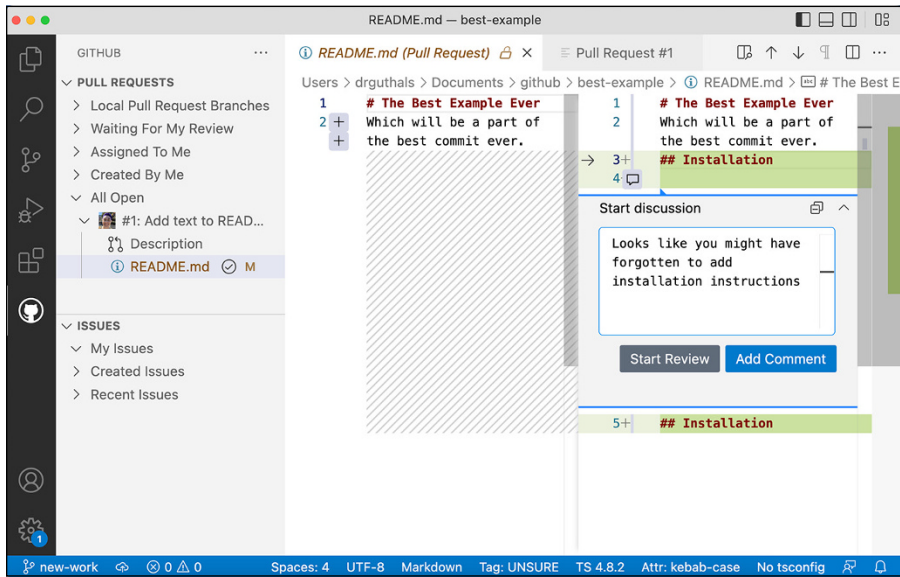 README.md — best-example
GITHUB ...
README.md (Pull Request)
Pull Request #1
PULL REQUESTS
Local Pull Request Branches
Waiting For My Review
Assigned To Me
Created By Me
All Open
#1: Add text to READ...
Description
README.md M
ISSUES
My Issues
Created Issues
Recent Issues
Users > drguthals > Documents > github > best-example > README.md > # The Best E
1 # The Best Example Ever
2 + Which will be a part of
+ the best commit ever.
1 # The Best Example Ever
2 Which will be a part of
the best commit ever.
→ 3+ ## Installation
4
Start discussion
Looks like you might have
forgotten to add
installation instructions
Start Review Add Comment
5+ ## Installation
1
new-work 0 0 Spaces: 4 UTF-8 Markdown Tag: UNSURE TS 4.8.2 Attr: kebab-case No tsconfig